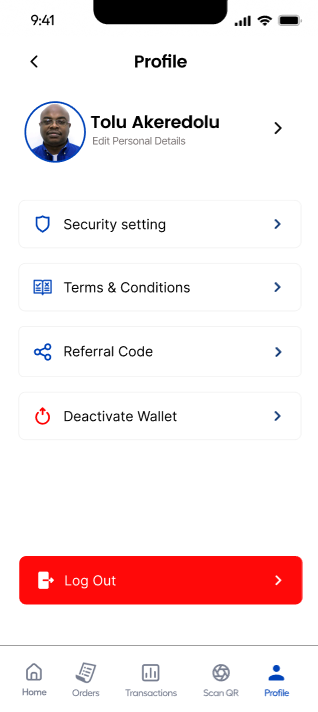 9:41
Profile
Tolu Akeredolu
Edit Personal Details
Security setting
Terms & Conditions
Referral Code
Deactivate Wallet
Log Out
Home Orders Transactions Scan QR Profile